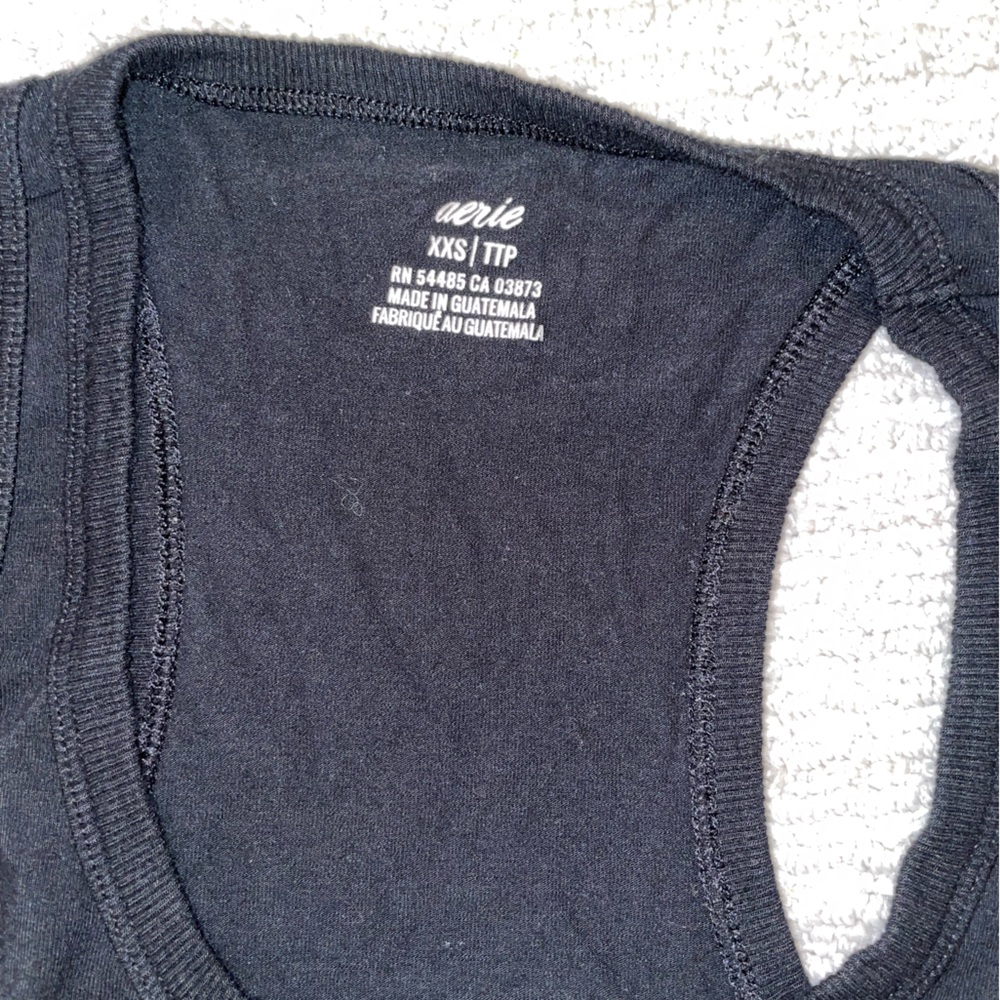 aerie
XXS | TTP
RN 54485 CA 03873
MADE IN GUATEMALA
FABRIQUÉ AU GUATEMALA